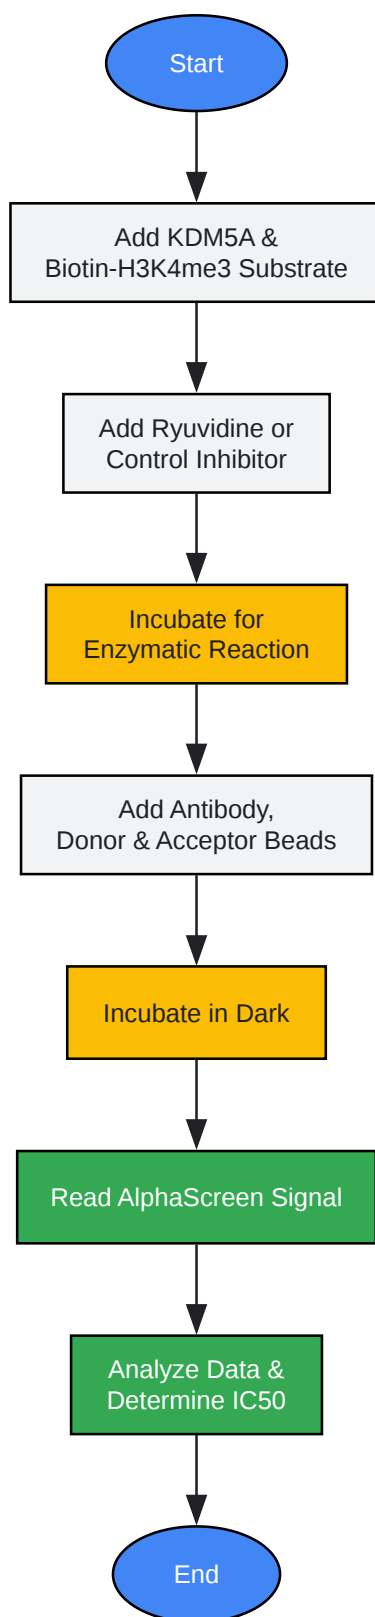 Start
Add KDM5A &
Biotin-H3K4me3 Substrate
Add Ryuvidine or
Control Inhibitor
Incubate for
Enzymatic Reaction
Add Antibody,
Donor & Acceptor Beads
Incubate in Dark
Read AlphaScreen Signal
Analyze Data &
Determine IC50
End